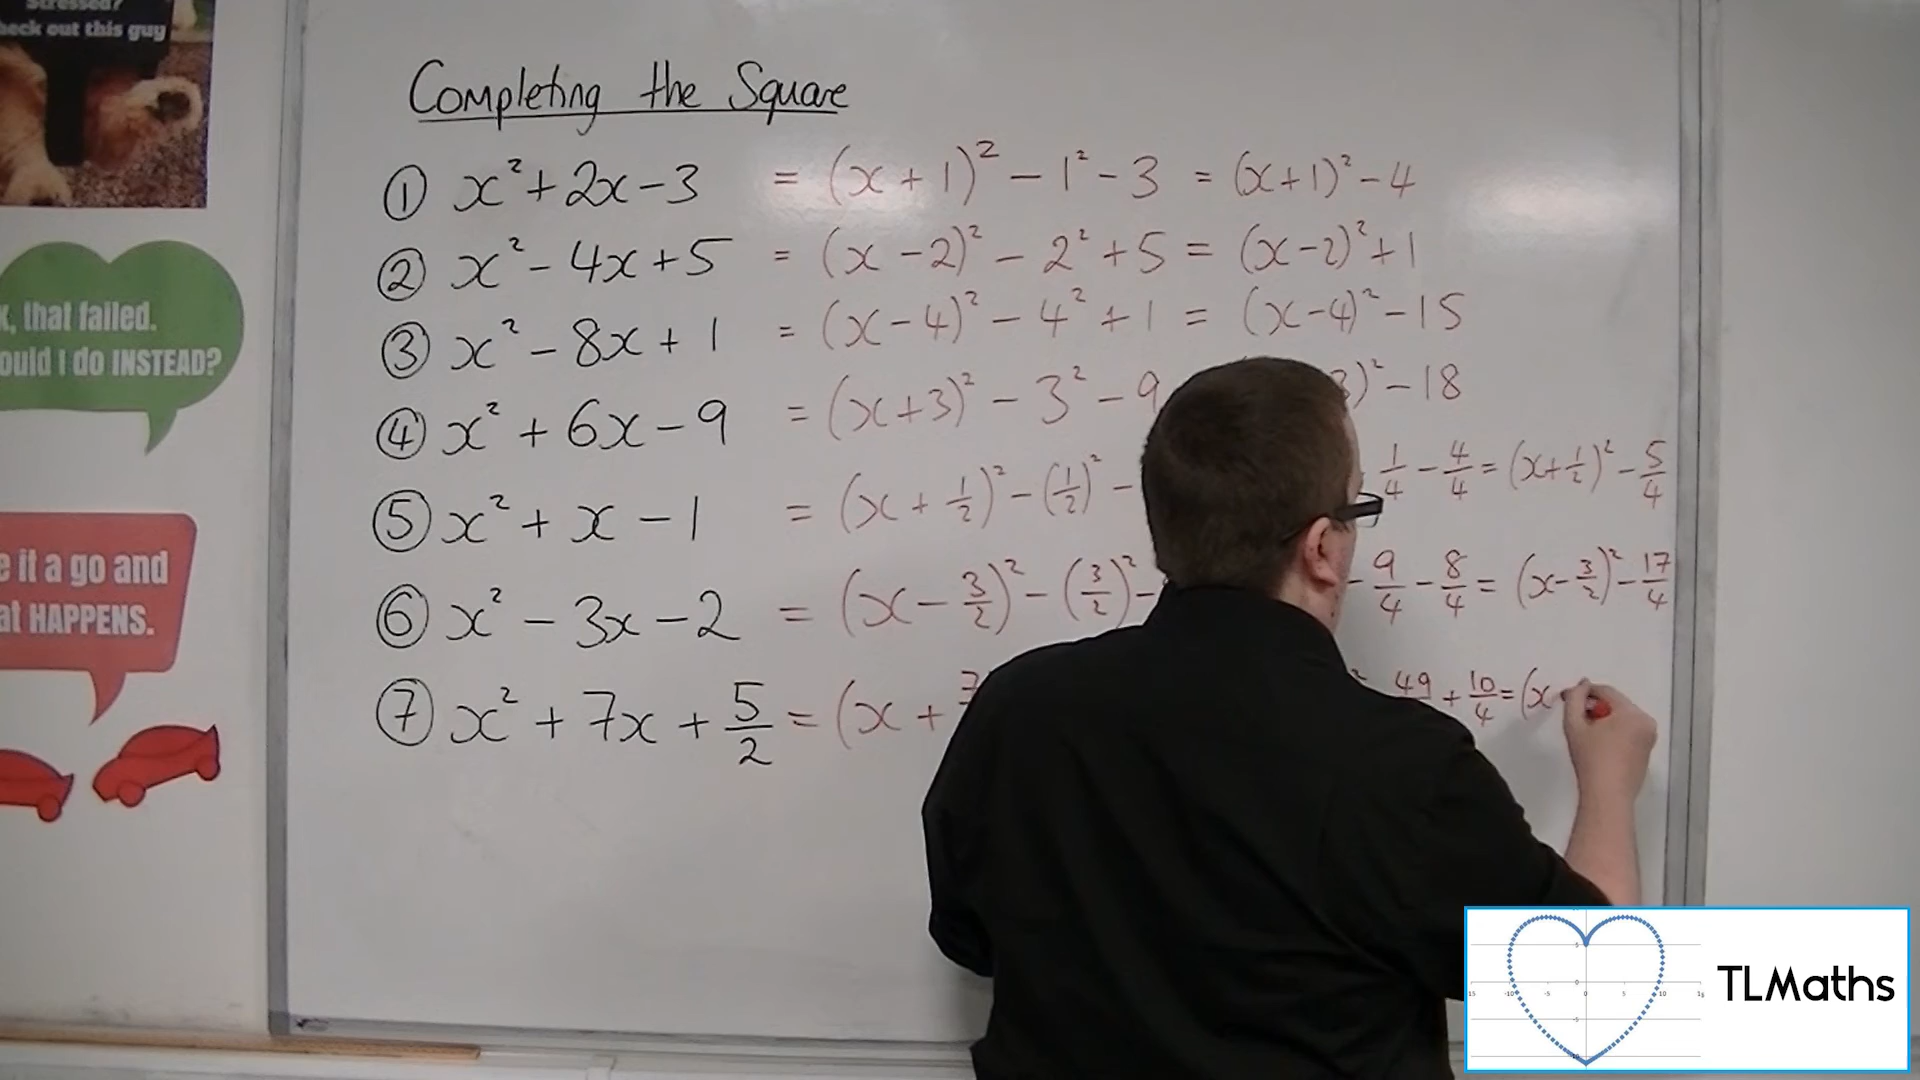 Stressed?
heck out this guy
Completing the Square
① x² + 2x - 3 = (x + 1)² - 1² - 3 = (x+1)² - 4
② x² - 4x + 5 = (x - 2)² - 2² + 5 = (x-2)² + 1
③ x² - 8x + 1 = (x - 4)² - 4² + 1 = (x-4)² - 15
④ x² + 6x - 9 = (x+3)² - 3² - 9 3)² - 18
⑤ x² + x - 1 = (x + 1/2)² - (1/2)² - 1/4 - 4/4 = (x+1/2)² - 5/4
⑥ x² - 3x - 2 = (x - 3/2)² - (3/2)² - - 9/4 - 8/4 = (x-3/2)² - 17/4
⑦ x² + 7x + 5/2 = (x + 7 ² 49 + 10/4 = (x
, that failed.
ould I do INSTEAD?
e it a go and
at HAPPENS.
TLMaths